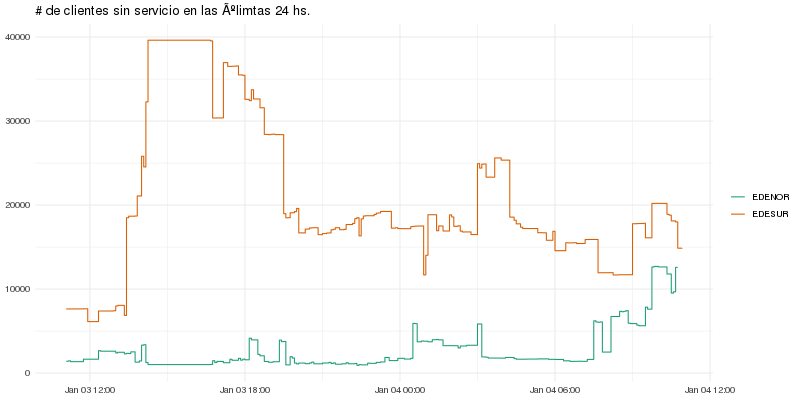 # de clientes sin servicio en las Ãºlimtas 24 hs.
40000
30000
20000
10000
0
Jan 03 12:00
Jan 03 18:00
Jan 04 00:00
Jan 04 06:00
Jan 04 12:00
EDENOR
EDESUR